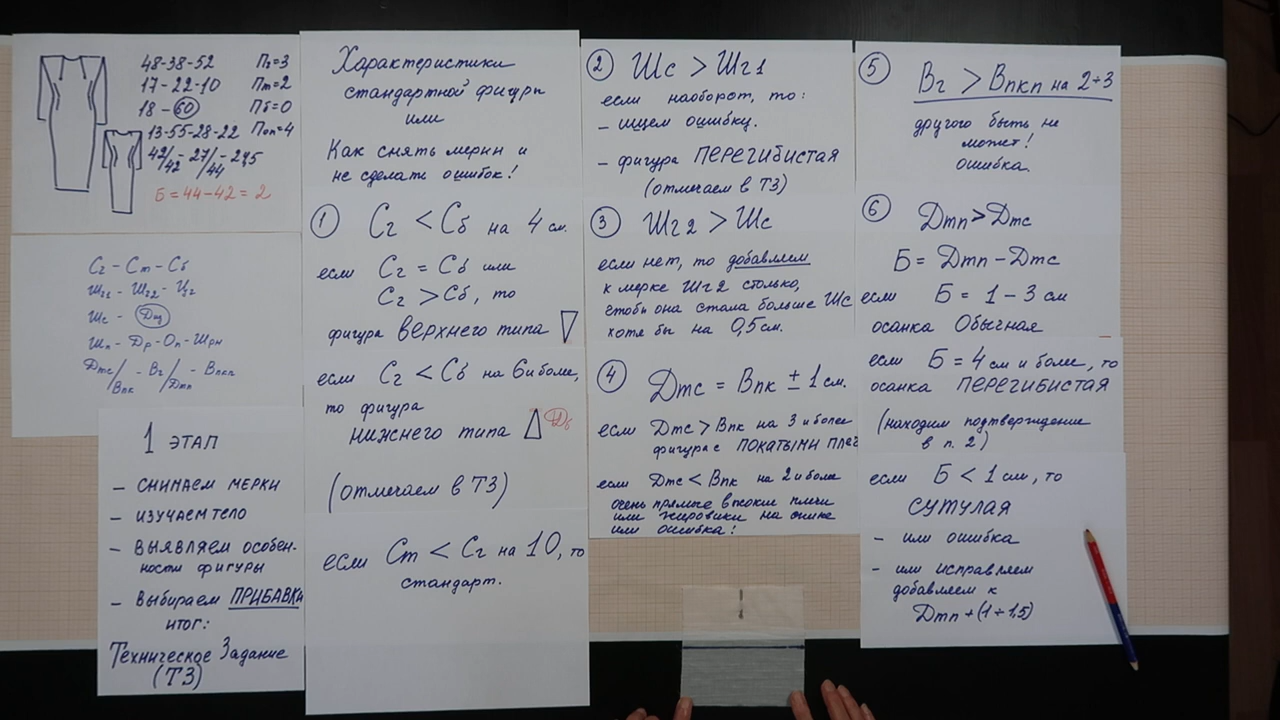 48-38-52 Пг=3
17-22-10 Пт=2
18-60 Пб=0
13-55-28-22 Поп=4
42/42-27/44-24,5
Б=44-42=2
Сг-Ст-Сб
Шг1-Шг2-Цг
Шс-Диз
Шп-Др-Оп-Шрн
Дтс/Впк-Вг/Дтп-Впкп
1 ЭТАП
- СНИМАЕМ МЕРКИ
- ИЗУЧАЕМ ТЕЛО
- ВЫЯВЛЯЕМ ОСОБЕН-
НОСТИ ФИГУРЫ
- Выбираем ПРИБАВКИ
ИТОГ:
Техническое Задание
(ТЗ)
Характеристики
стандартной фигуры
или
Как снять мерки и
не сделать ошибок!
1 Сг < Сб на 4 см.
если Сг = Сб или
Сг > Сб, то
фигура ВЕРХНЕГО ТИПА
если Сг < Сб на 6 и более,
то фигура
НИЖНЕГО ТИПА
(отмечаем в ТЗ)
если Ст < Сг на 10, то
стандарт.
2 Шс > Шг1
если наоборот, то:
- ищем ошибку.
- фигура ПЕРЕГИБИСТАЯ
(отмечаем в ТЗ)
3 Шг2 > Шс
если нет, то добавляем
к мерке Шг2 столько,
чтобы она стала больше Шс
хотя бы на 0,5 см.
4 Дтс = Впк ± 1 см.
если Дтс > Впк на 3 и более
фигура с ПОКАТЫМИ ПЛЕЧ
если Дтс < Впк на 2 и более
очень прямые высокие плечи
или жировики на спине
или ошибка!
5 Вг > Впкп на 2÷3
другого быть не
может!
ошибка.
6 Дтп > Дтс
Б = Дтп - Дтс
если Б = 1 - 3 см
осанка Обычная
если Б = 4 см и более, то
осанка ПЕРЕГИБИСТАЯ
(находим подтверждение
в п. 2)
если Б < 1 см, то
СУТУЛАЯ
- или ошибка
- или исправляем
добавляем к
Дтп + (1÷1,5)